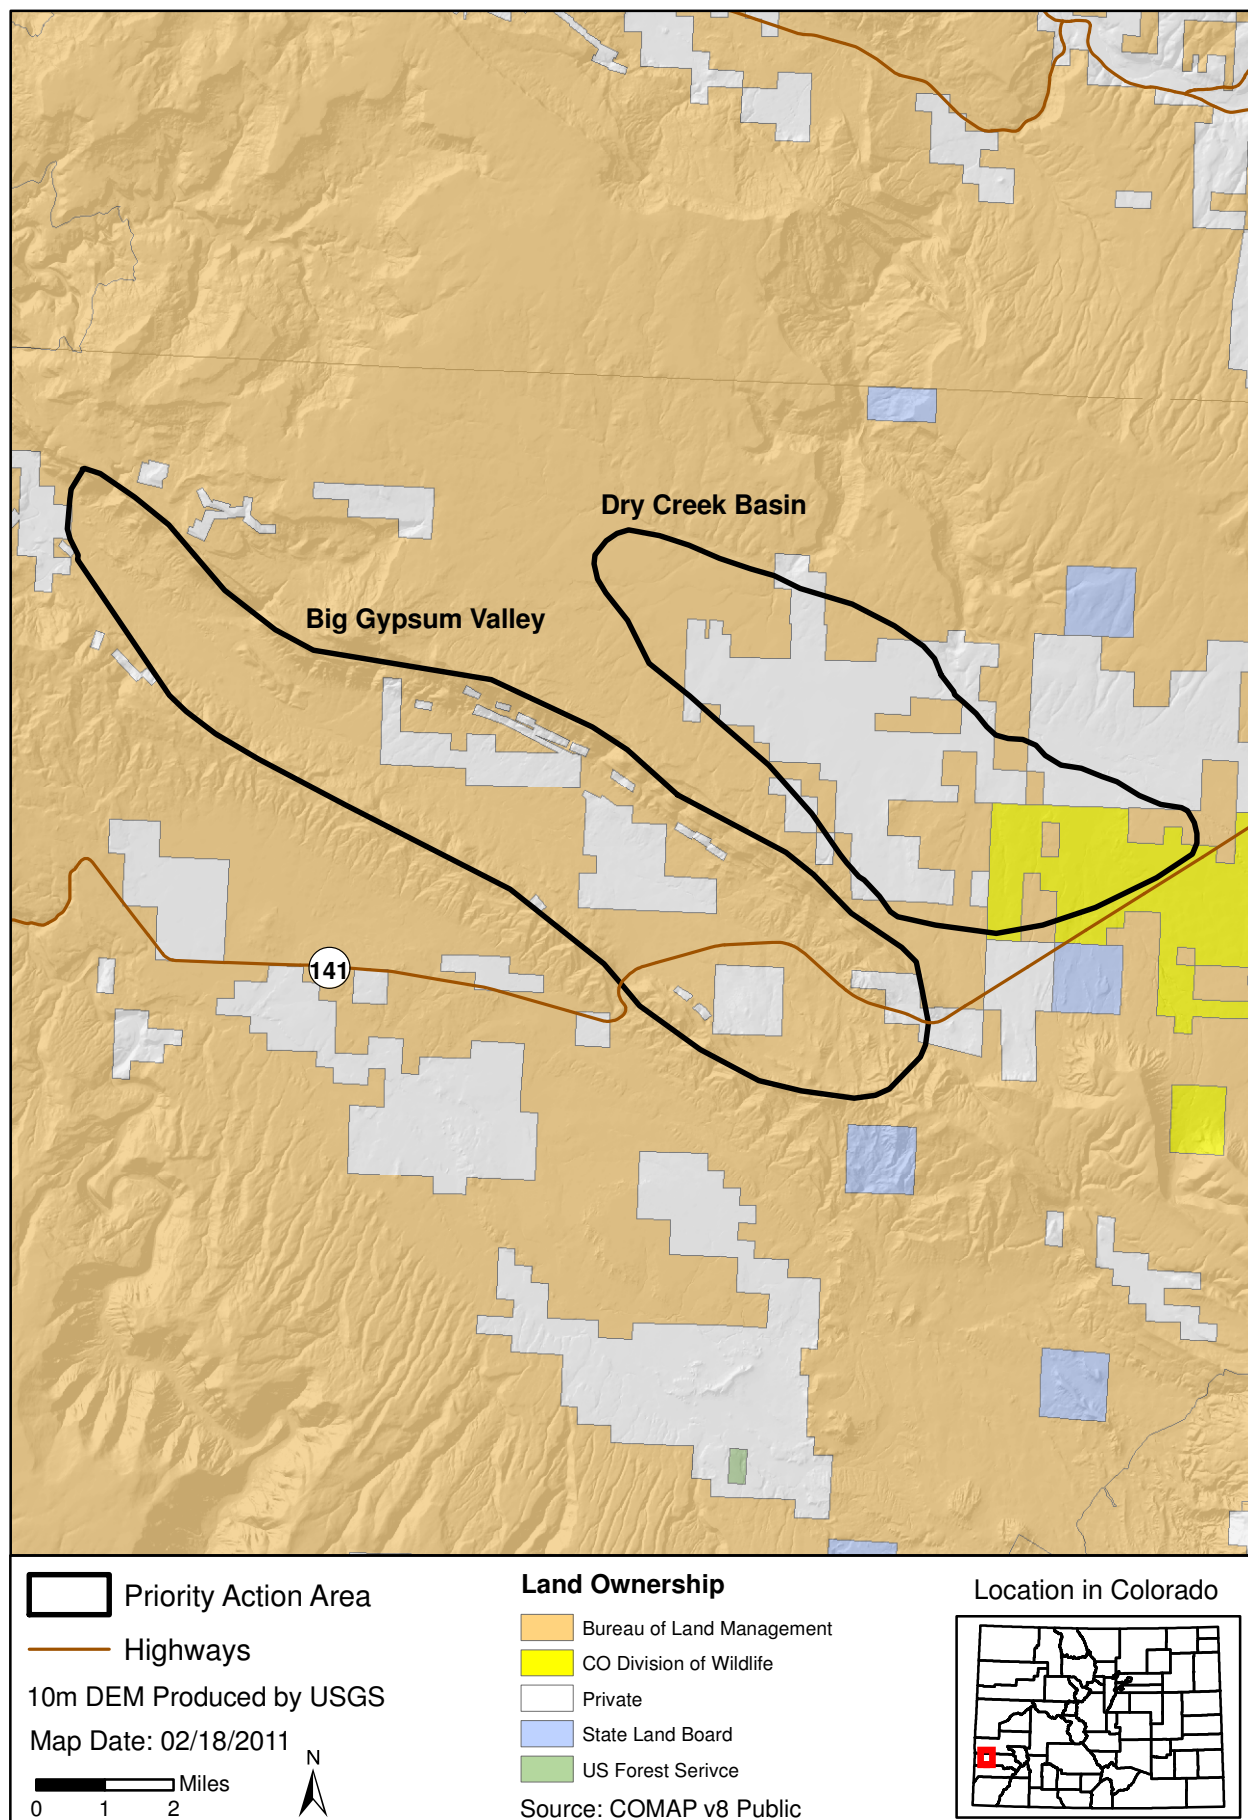 Dry Creek Basin
Big Gypsum Valley
141
Priority Action Area
Highways
10m DEM Produced by USGS
Map Date: 02/18/2011
N
Miles
0 1 2
Land Ownership
Bureau of Land Management
CO Division of Wildlife
Private
State Land Board
US Forest Serivce
Source: COMAP v8 Public
Location in Colorado